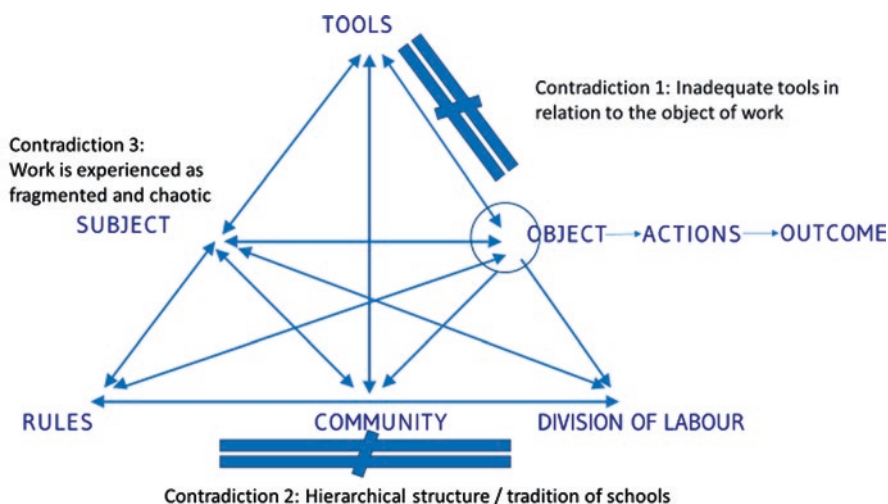 TOOLS
Contradiction 1: Inadequate tools in
relation to the object of work
Contradiction 3:
Work is experienced as
fragmented and chaotic
SUBJECT
OBJECT ACTIONS OUTCOME
RULES COMMUNITY DIVISION OF LABOUR
Contradiction 2: Hierarchical structure / tradition of schools